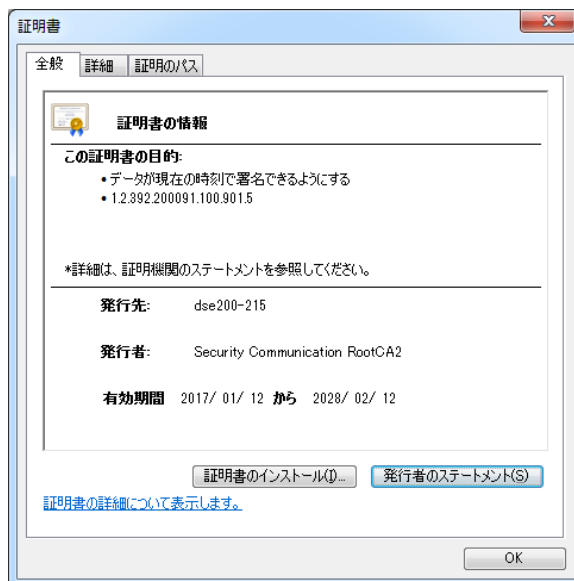 証明書
全般 詳細 証明のパス
証明書の情報
この証明書の目的:
• データが現在の時刻で署名できるようにする
• 1.2.392.200091.100.901.5
*詳細は、証明機関のステートメントを参照してください。
発行先: dse200-215
発行者: Security Communication RootCA2
有効期間 2017/ 01/ 12 から 2028/ 02/ 12
証明書のインストール(I)... 発行者のステートメント(S)
証明書の詳細について表示します。
OK